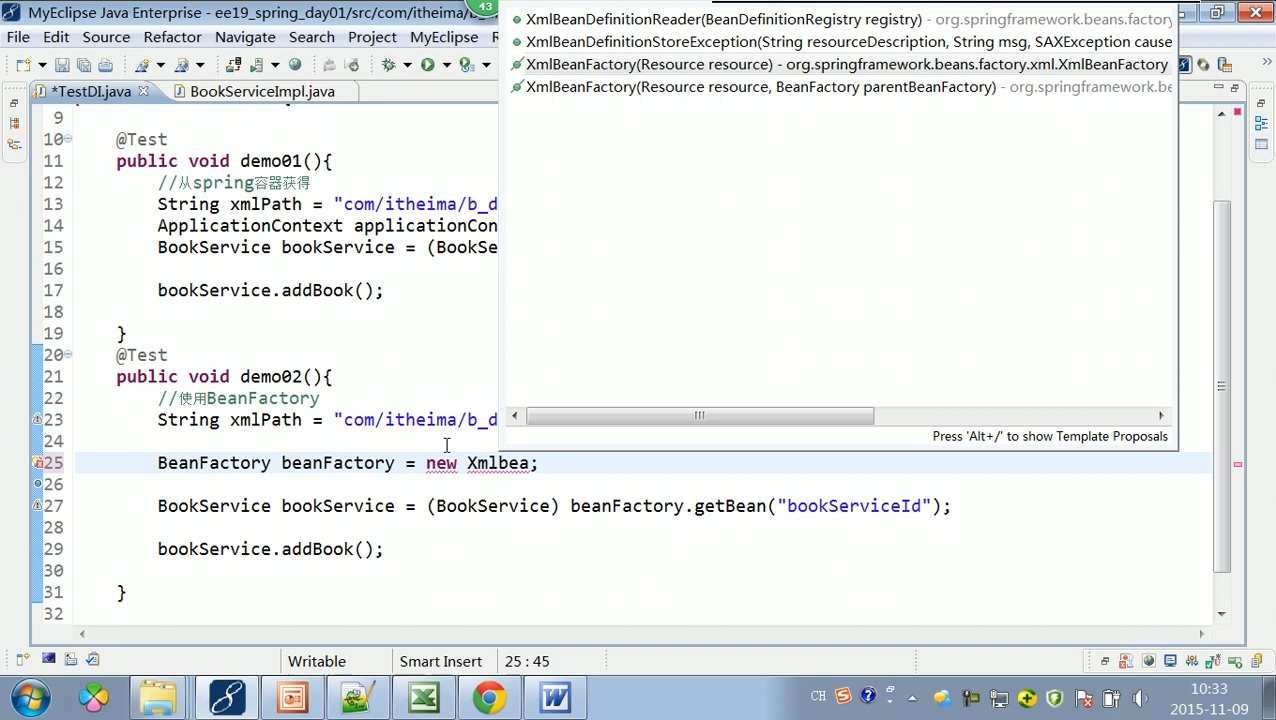 MyEclipse Java Enterprise - ee19_spring_day01/src/com/itheima/b_d
43
File Edit Source Refactor Navigate Search Project MyEclipse
*TestDI.java BookServiceImpl.java
XmlBeanDefinitionReader(BeanDefinitionRegistry registry) - org.springframework.beans.factory
XmlBeanDefinitionStoreException(String resourceDescription, String msg, SAXException cause
XmlBeanFactory(Resource resource) - org.springframework.beans.factory.xml.XmlBeanFactory
XmlBeanFactory(Resource resource, BeanFactory parentBeanFactory) - org.springframework.be
Press 'Alt+/' to show Template Proposals
9
10 @Test
11 public void demo01(){
12 //从spring容器获得
13 String xmlPath = "com/itheima/b_d
14 ApplicationContext applicationCon
15 BookService bookService = (BookSe
16
17 bookService.addBook();
18
19 }
20 @Test
21 public void demo02(){
22 //使用BeanFactory
23 String xmlPath = "com/itheima/b_d
24
25 BeanFactory beanFactory = new Xmlbea;
26
27 BookService bookService = (BookService) beanFactory.getBean("bookServiceId");
28
29 bookService.addBook();
30
31 }
32
Writable Smart Insert 25 : 45
CH 10:33
2015-11-09